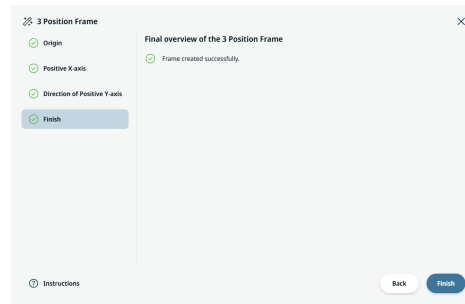 3 Position Frame
Origin
Positive X-axis
Direction of Positive Y-axis
Finish
Final overview of the 3 Position Frame
Frame created successfully.
Instructions
Back
Finish